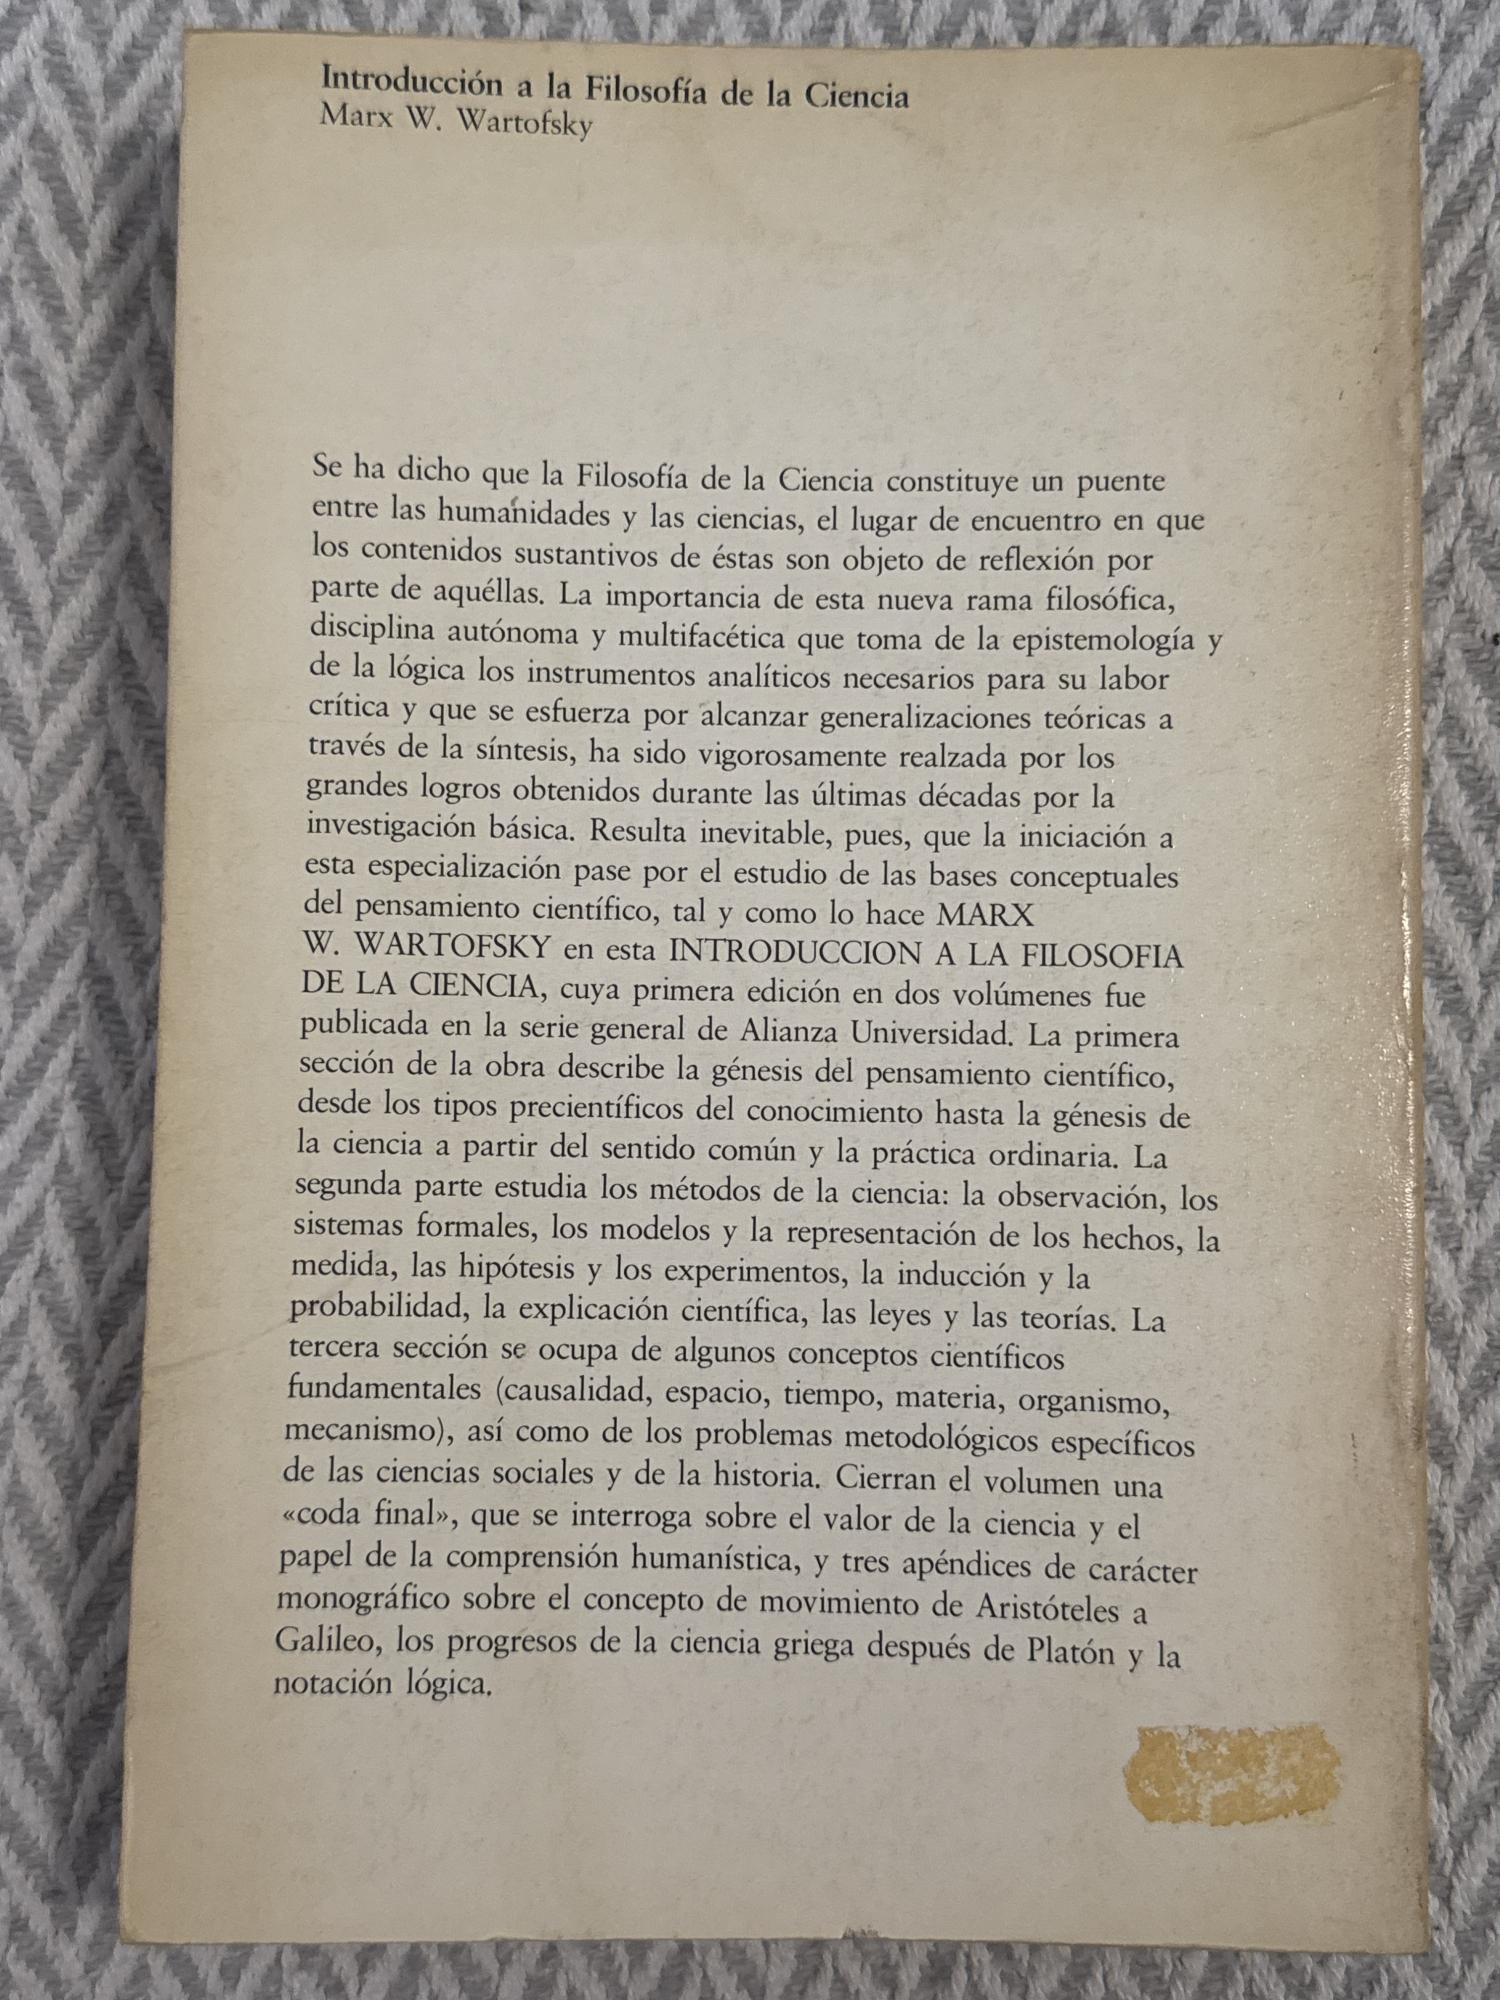 Introducción a la Filosofía de la Ciencia
Marx W. Wartofsky
Se ha dicho que la Filosofía de la Ciencia constituye un puente
entre las humanidades y las ciencias, el lugar de encuentro en que
los contenidos sustantivos de éstas son objeto de reflexión por
parte de aquéllas. La importancia de esta nueva rama filosófica,
disciplina autónoma y multifacética que toma de la epistemología y
de la lógica los instrumentos analíticos necesarios para su labor
crítica y que se esfuerza por alcanzar generalizaciones teóricas a
través de la síntesis, ha sido vigorosamente realzada por los
grandes logros obtenidos durante las últimas décadas por la
investigación básica. Resulta inevitable, pues, que la iniciación a
esta especialización pase por el estudio de las bases conceptuales
del pensamiento científico, tal y como lo hace MARX
W. WARTOFSKY en esta INTRODUCCION A LA FILOSOFIA
DE LA CIENCIA, cuya primera edición en dos volúmenes fue
publicada en la serie general de Alianza Universidad. La primera
sección de la obra describe la génesis del pensamiento científico,
desde los tipos precientíficos del conocimiento hasta la génesis de
la ciencia a partir del sentido común y la práctica ordinaria. La
segunda parte estudia los métodos de la ciencia: la observación, los
sistemas formales, los modelos y la representación de los hechos, la
medida, las hipótesis y los experimentos, la inducción y la
probabilidad, la explicación científica, las leyes y las teorías. La
tercera sección se ocupa de algunos conceptos científicos
fundamentales (causalidad, espacio, tiempo, materia, organismo,
mecanismo), así como de los problemas metodológicos específicos
de las ciencias sociales y de la historia. Cierran el volumen una
«coda final», que se interroga sobre el valor de la ciencia y el
papel de la comprensión humanística, y tres apéndices de carácter
monográfico sobre el concepto de movimiento de Aristóteles a
Galileo, los progresos de la ciencia griega después de Platón y la
notación lógica.